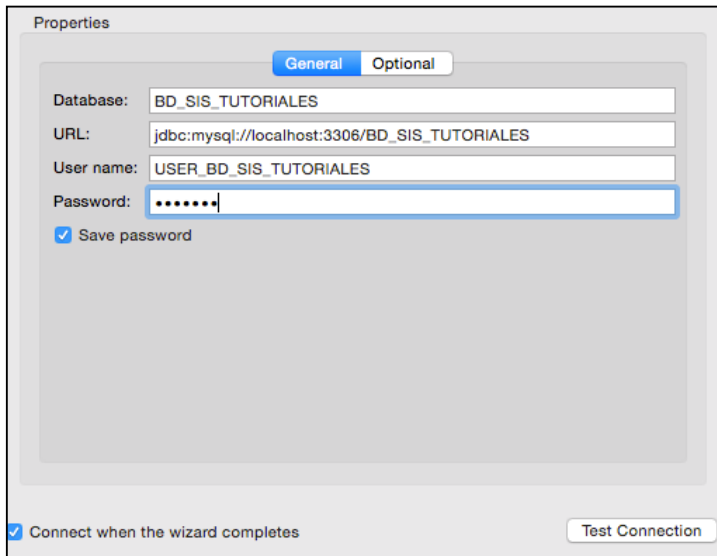 Properties
General Optional
Database: BD_SIS_TUTORIALES
URL: jdbc:mysql://localhost:3306/BD_SIS_TUTORIALES
User name: USER_BD_SIS_TUTORIALES
Password: •••••••
Save password
Connect when the wizard completes Test Connection